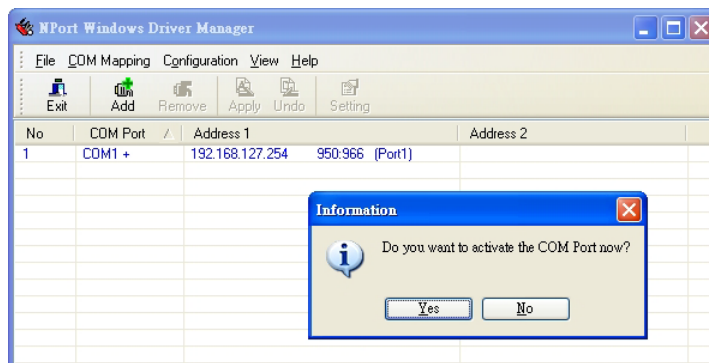 NPort Windows Driver Manager
File COM Mapping Configuration View Help
Exit Add Remove Apply Undo Setting
No COM Port Address 1 Address 2
1 COM1 + 192.168.127.254 950:966 (Port1)
Information
Do you want to activate the COM Port now?
Yes No